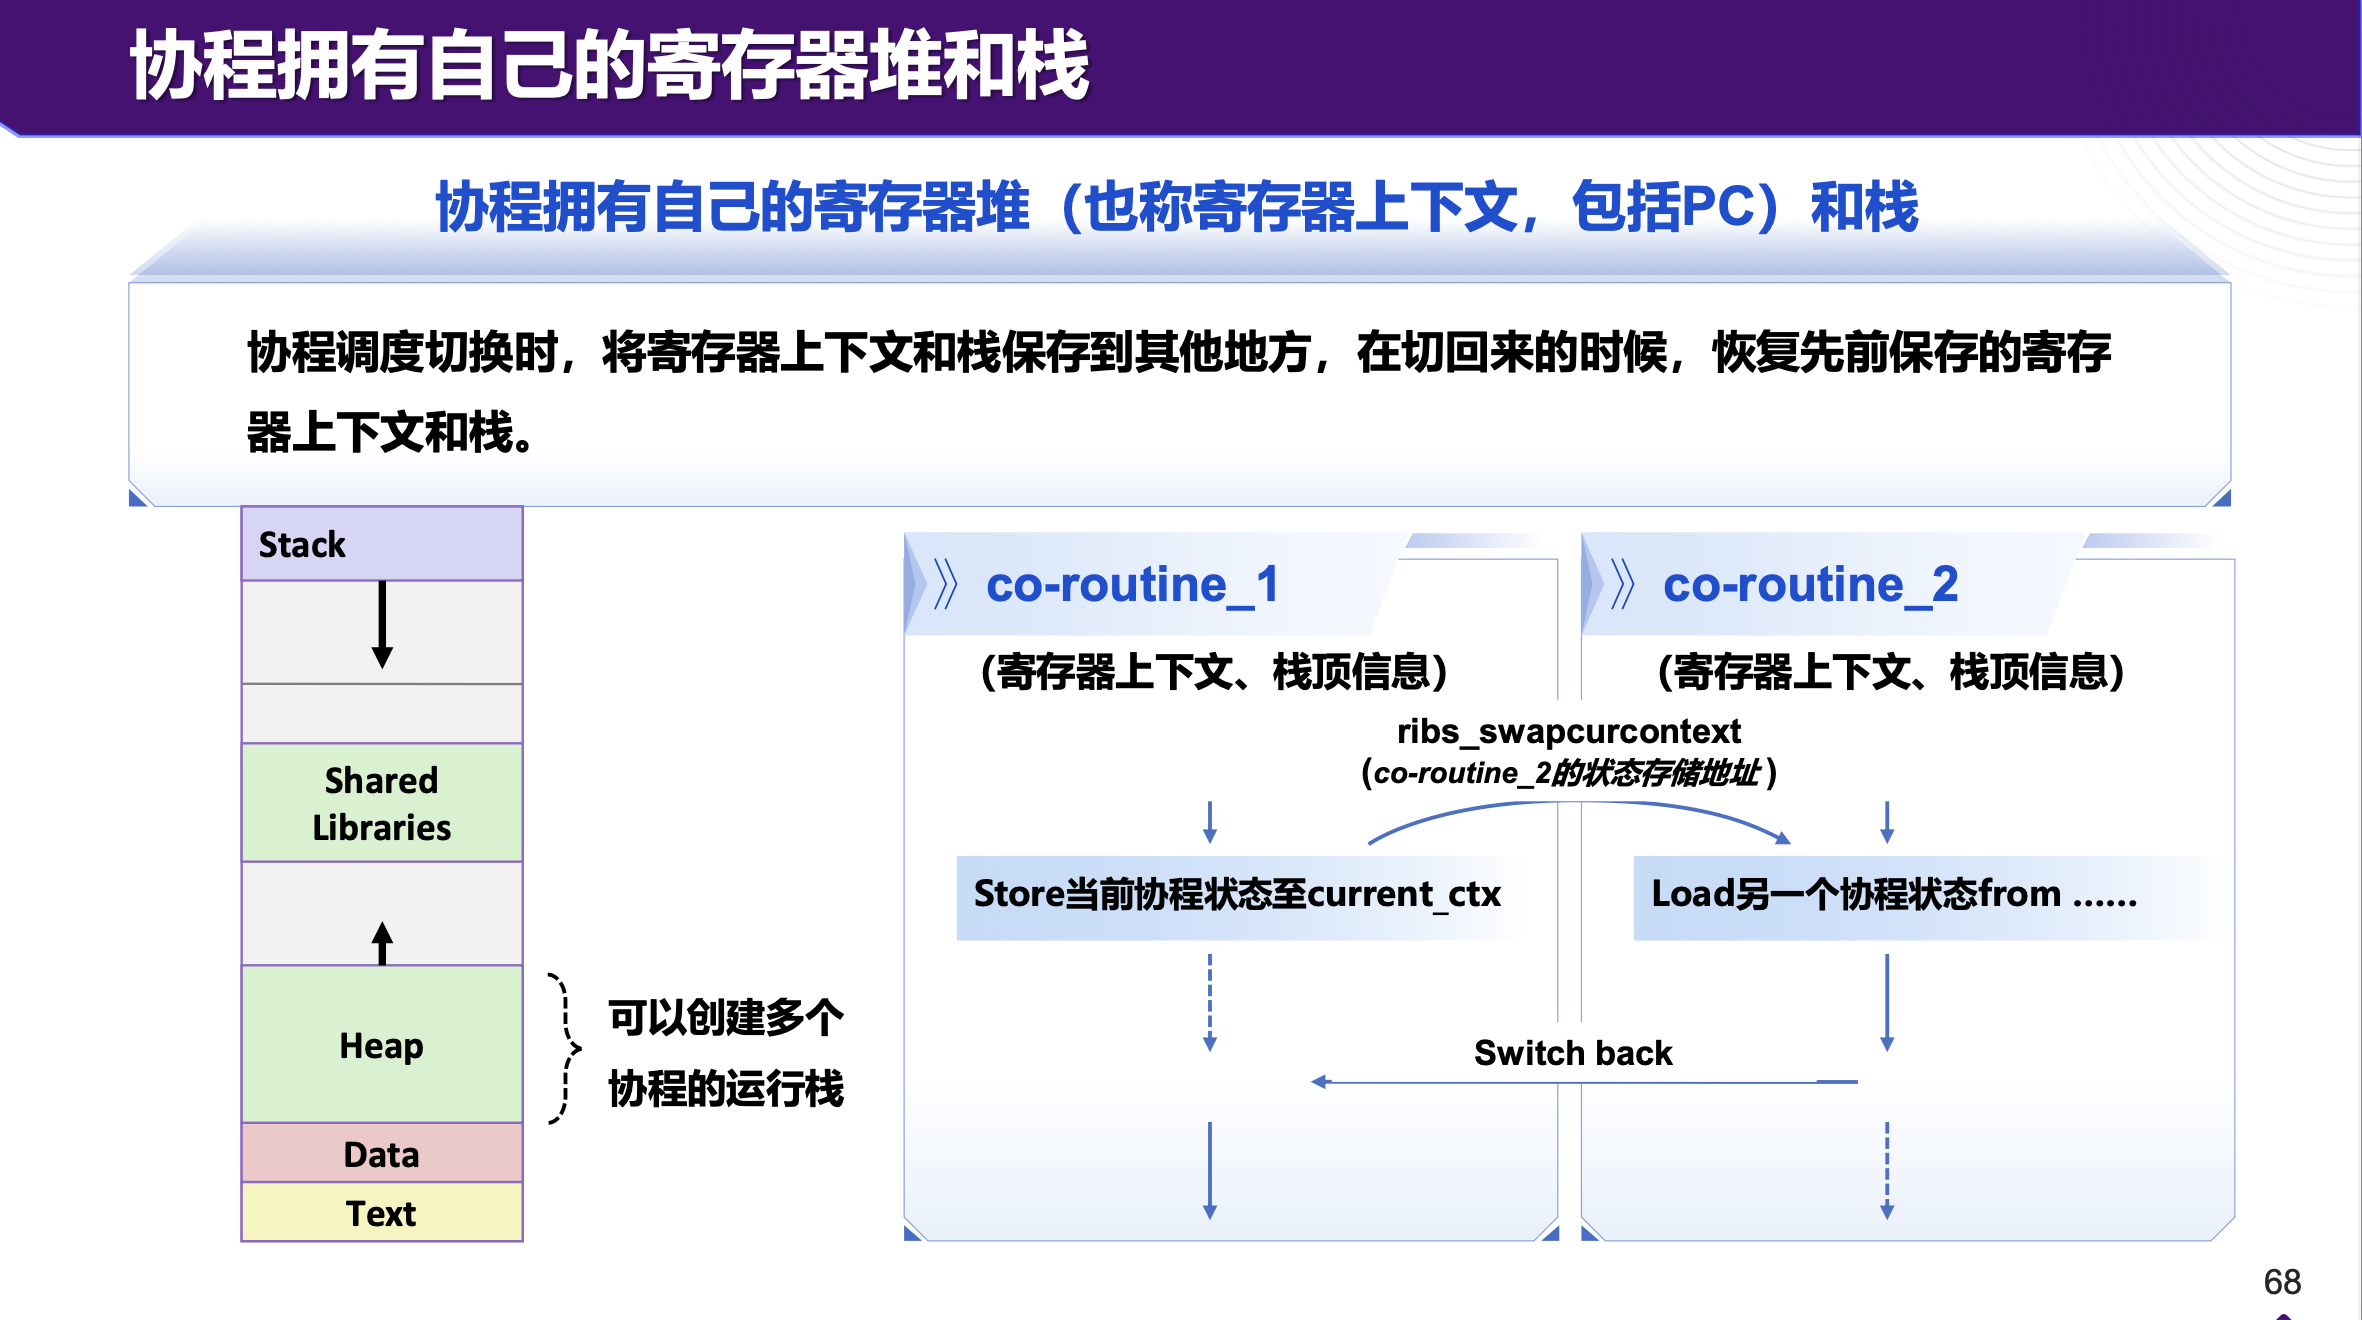 协程拥有自己的寄存器堆和栈
协程拥有自己的寄存器堆（也称寄存器上下文，包括PC）和栈
协程调度切换时，将寄存器上下文和栈保存到其他地方，在切回来的时候，恢复先前保存的寄存
器上下文和栈。
Stack
Shared
Libraries
Heap
Data
Text
可以创建多个
协程的运行栈
co-routine_1
（寄存器上下文、栈顶信息）
co-routine_2
（寄存器上下文、栈顶信息）
ribs_swapcurcontext
(co-routine_2的状态存储地址)
Store当前协程状态至current_ctx
Load另一个协程状态from ......
Switch back
68